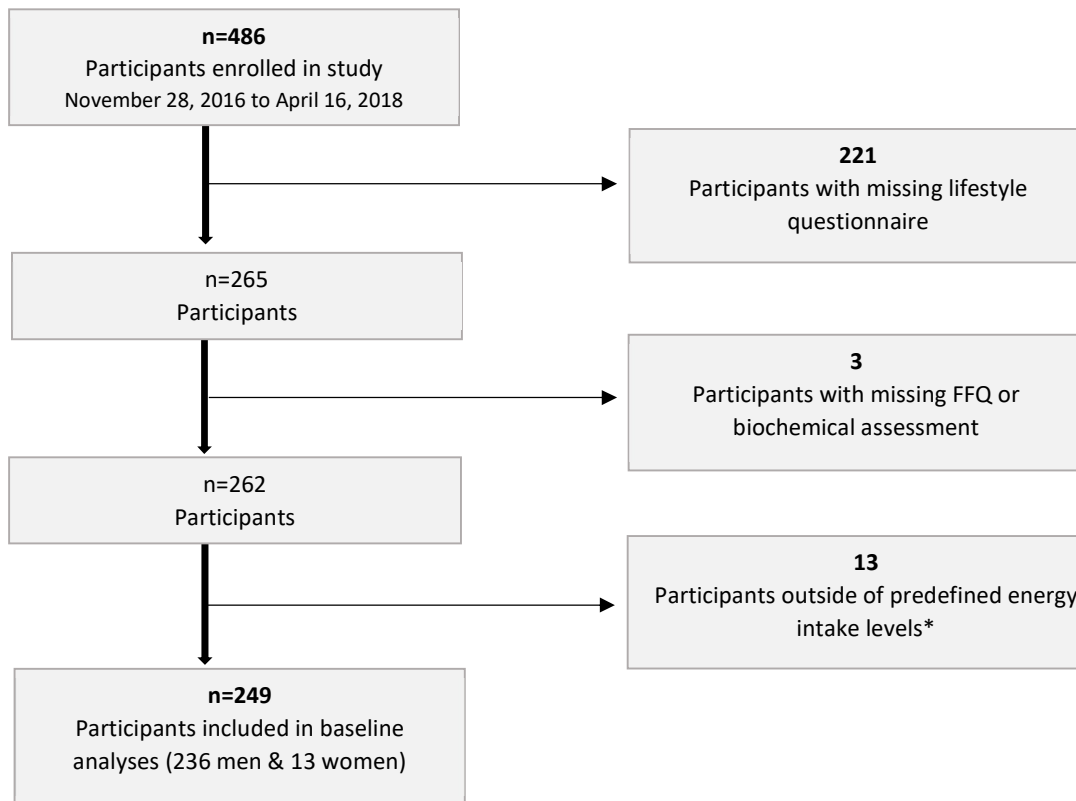 n=486
Participants enrolled in study
November 28, 2016 to April 16, 2018
221
Participants with missing lifestyle
questionnaire
n=265
Participants
3
Participants with missing FFQ or
biochemical assessment
n=262
Participants
13
Participants outside of predefined energy
intake levels*
n=249
Participants included in baseline
analyses (236 men & 13 women)